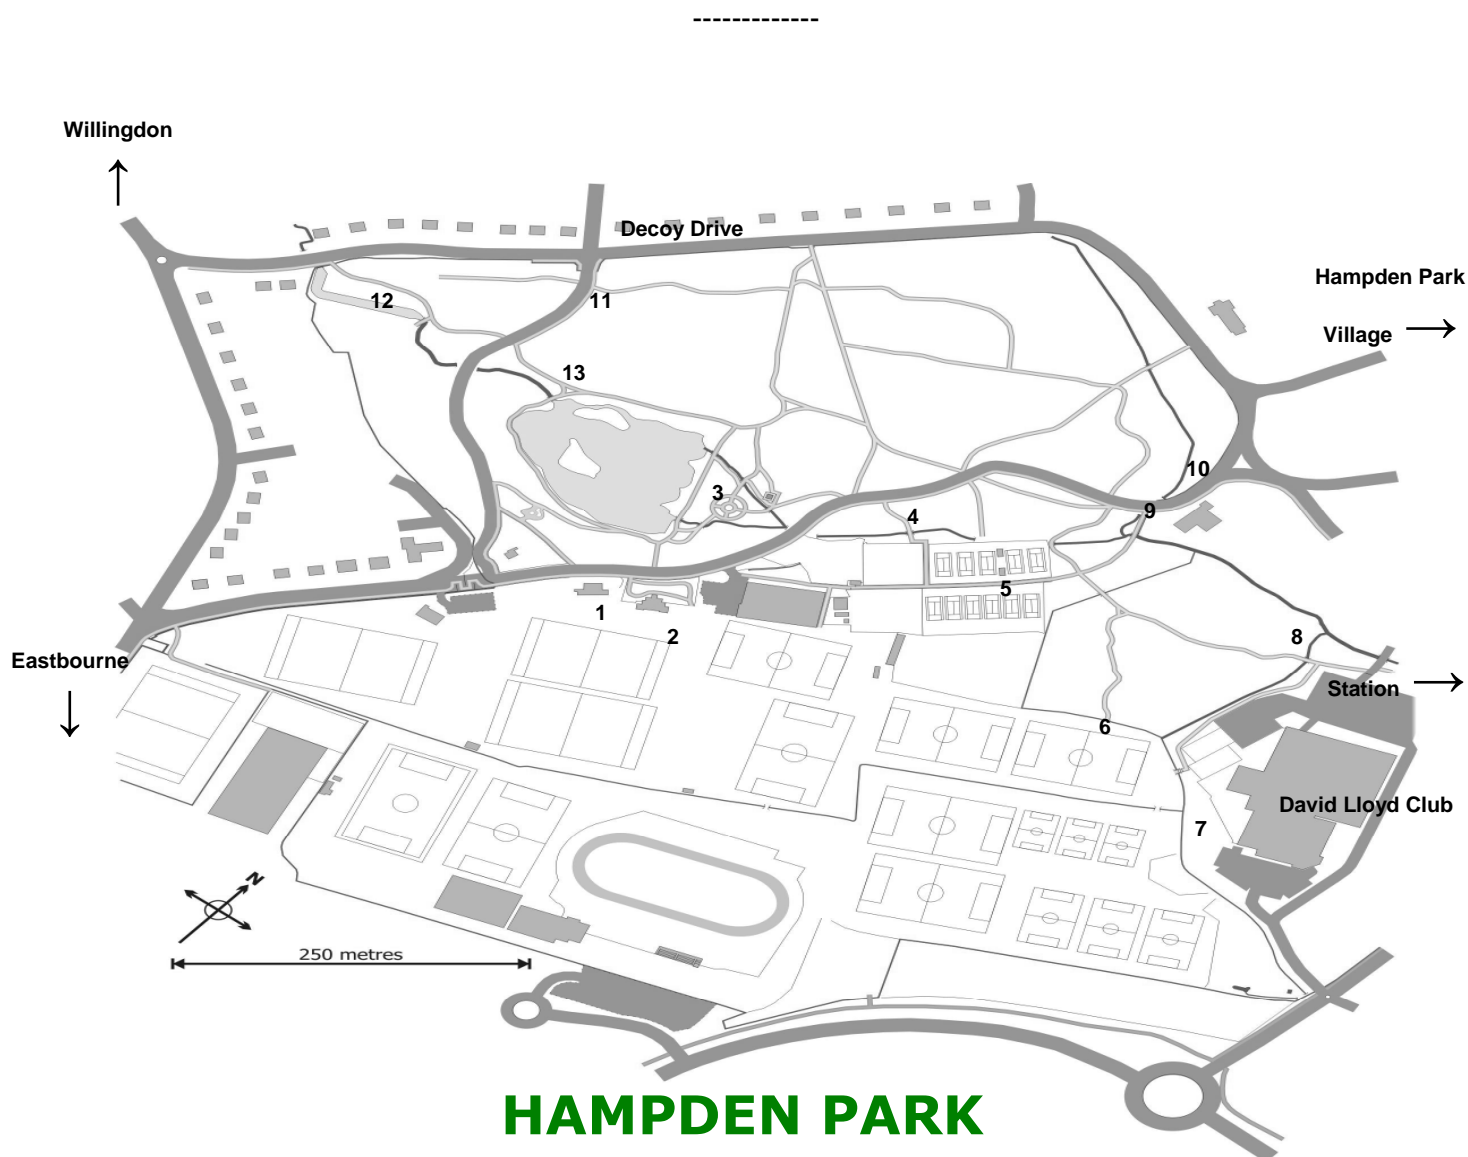 -------------
Willingdon
Decoy Drive
Hampden Park
Village
12
11
13
10
3
9
4
5
1
2
8
Eastbourne
Station
6
David Lloyd Club
7
N
250 metres
HAMPDEN PARK